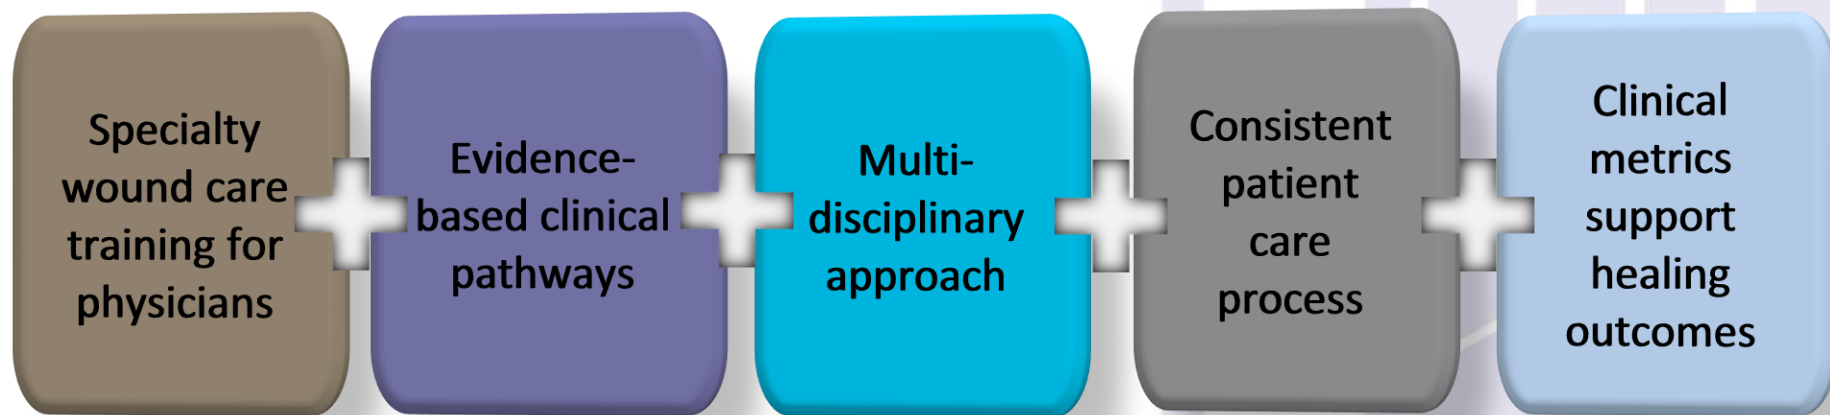 Specialty
wound care
training for
physicians
Evidence-
based clinical
pathways
Multi-
disciplinary
approach
Consistent
patient
care
process
Clinical
metrics
support
healing
outcomes